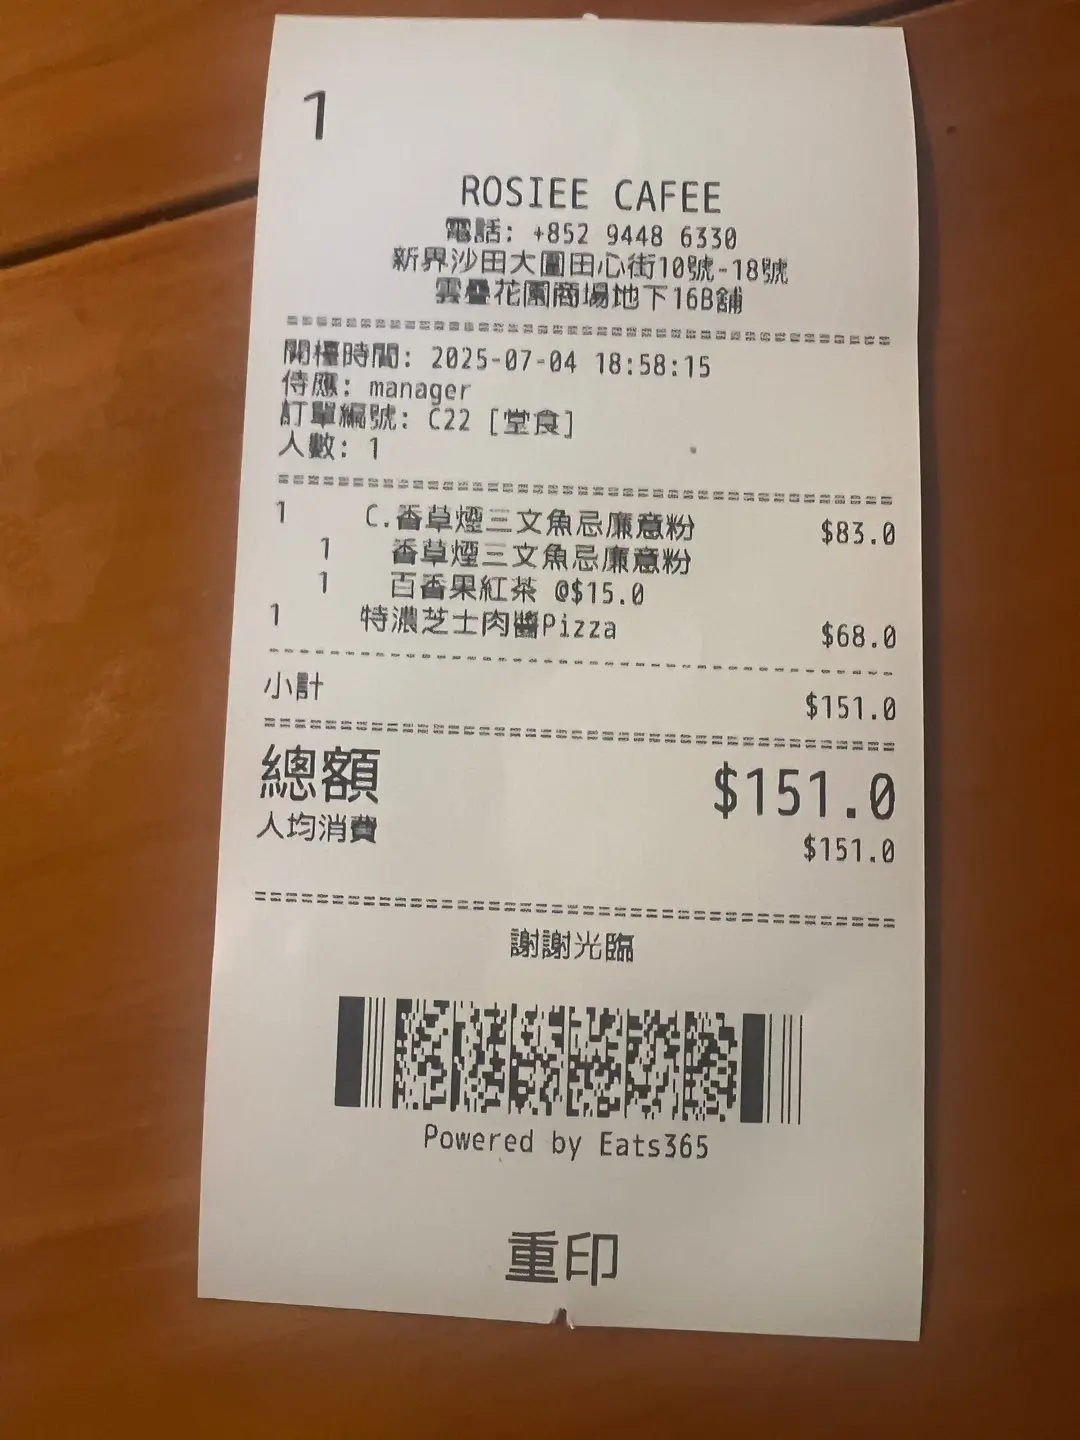 1
ROSIEE CAFEE
電話: +852 9448 6330
新界沙田大圍田心街10號-18號
雲疊花園商場地下16B舖
開檯時間: 2025-07-04 18:58:15
侍應: manager
訂單編號: C22 [堂食]
人數: 1
1 C.香草煙三文魚忌廉意粉 $83.0
1 香草煙三文魚忌廉意粉
1 百香果紅茶 @$15.0
1 特濃芝士肉醬Pizza $68.0
小計 $151.0
總額 $151.0
人均消費 $151.0
謝謝光臨
Powered by Eats365
重印